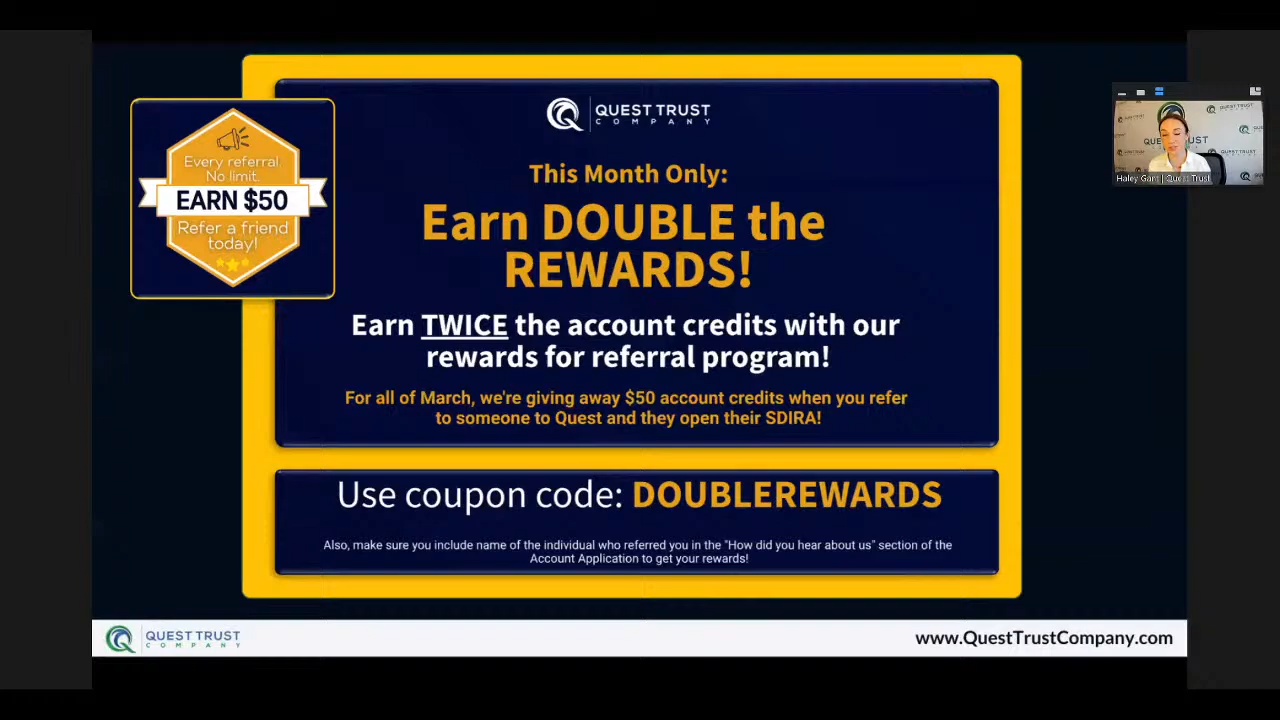 QUEST TRUST
COMPANY
Every referral.
No limit.
EARN $50
Refer a friend
today!
This Month Only:
Earn DOUBLE the
REWARDS!
Earn TWICE the account credits with our
rewards for referral program!
For all of March, we're giving away $50 account credits when you refer
to someone to Quest and they open their SDIRA!
Use coupon code: DOUBLEREWARDS
Also, make sure you include name of the individual who referred you in the "How did you hear about us" section of the
Account Application to get your rewards!
Haley Gant | Quest Trust
QUEST TRUST
COMPANY
www.QuestTrustCompany.com